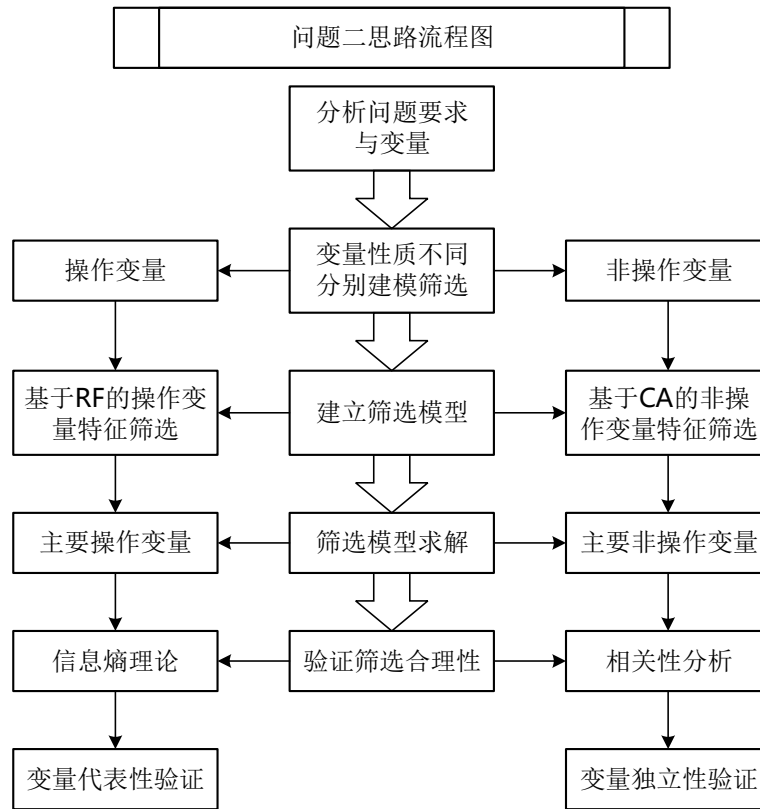 问题二思路流程图
分析问题要求
与变量
操作变量
变量性质不同
分别建模筛选
非操作变量
基于RF的操作变
量特征筛选
建立筛选模型
基于CA的非操
作变量特征筛选
主要操作变量
筛选模型求解
主要非操作变量
信息熵理论
验证筛选合理性
相关性分析
变量代表性验证
变量独立性验证